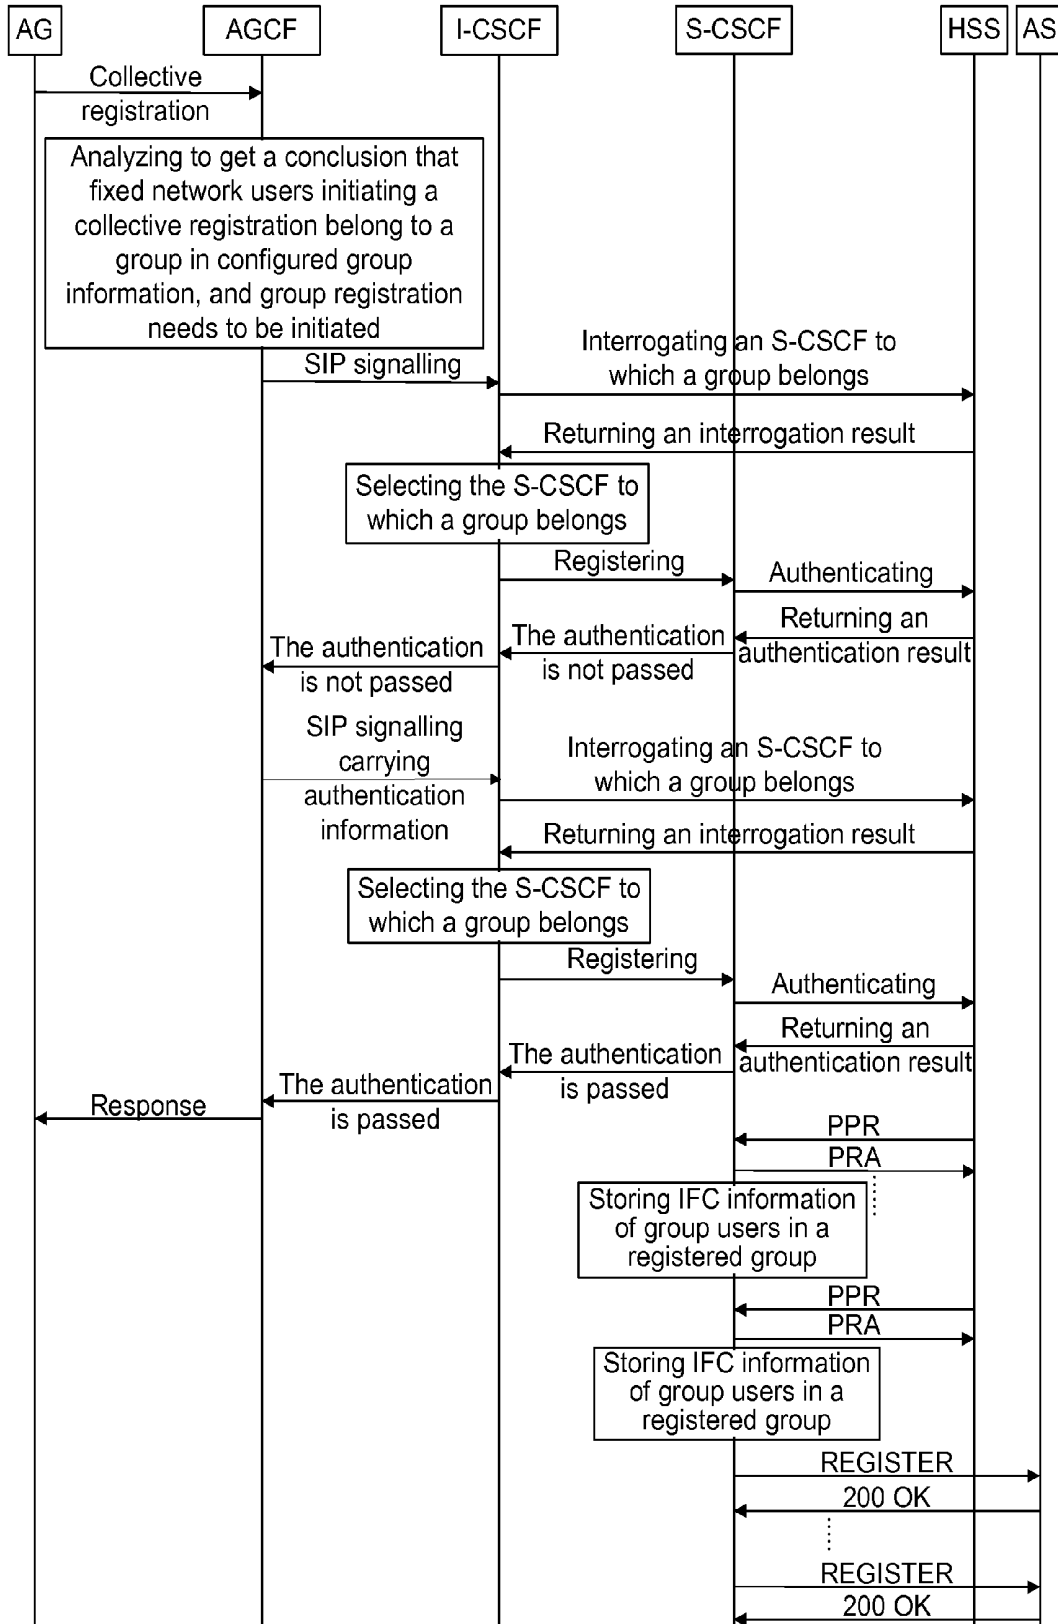 AG
AGCF
I-CSCF
S-CSCF
HSS
AS
Collective
registration
Analyzing to get a conclusion that
fixed network users initiating a
collective registration belong to a
group in configured group
information, and group registration
needs to be initiated
SIP signalling
Interrogating an S-CSCF to
which a group belongs
Returning an interrogation result
Selecting the S-CSCF to
which a group belongs
Registering
Authenticating
Returning an
authentication result
The authentication
is not passed
The authentication
is not passed
SIP signalling
carrying
authentication
information
Interrogating an S-CSCF to
which a group belongs
Returning an interrogation result
Selecting the S-CSCF to
which a group belongs
Registering
Authenticating
Returning an
authentication result
The authentication
is passed
The authentication
is passed
Response
PPR
PRA
Storing IFC information
of group users in a
registered group
PPR
PRA
Storing IFC information
of group users in a
registered group
REGISTER
200 OK
REGISTER
200 OK